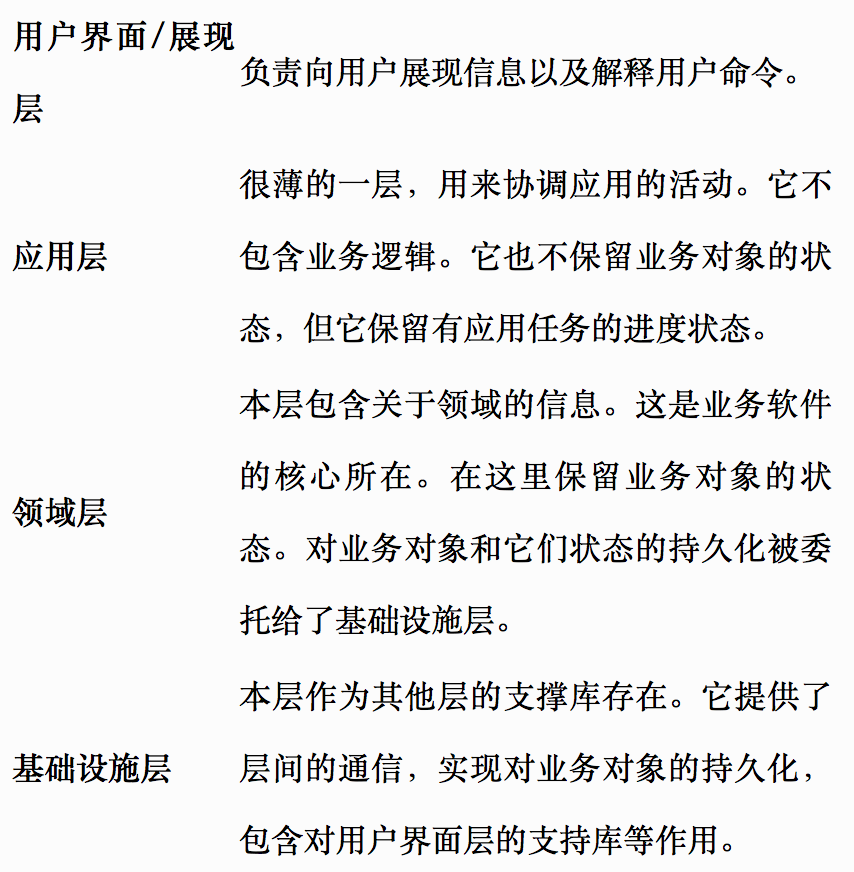 用户界面/展现
层
负责向用户展现信息以及解释用户命令。
应用层
很薄的一层，用来协调应用的活动。它不
包含业务逻辑。它也不保留业务对象的状
态，但它保留有应用任务的进度状态。
领域层
本层包含关于领域的信息。这是业务软件
的核心所在。在这里保留业务对象的状
态。对业务对象和它们状态的持久化被委
托给了基础设施层。
基础设施层
本层作为其他层的支撑库存在。它提供了
层间的通信，实现对业务对象的持久化，
包含对用户界面层的支持库等作用。